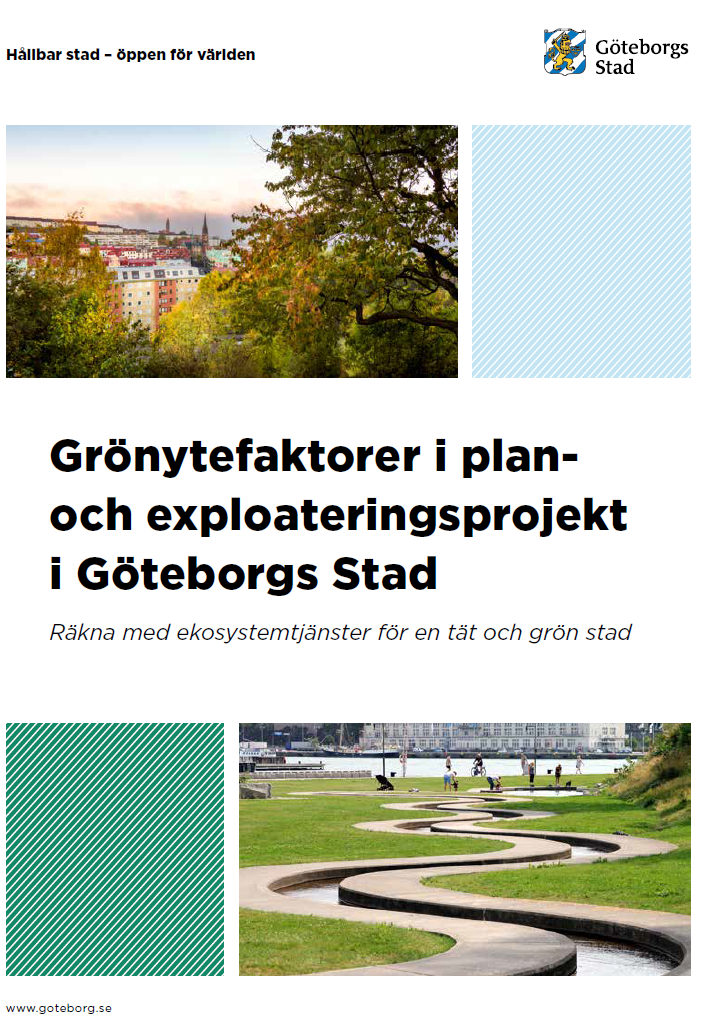 Hållbar stad – öppen för världen
Göteborgs
Stad
Grönytefaktorer i plan-
och exploateringsprojekt
i Göteborgs Stad
Räkna med ekosystemtjänster för en tät och grön stad
www.goteborg.se